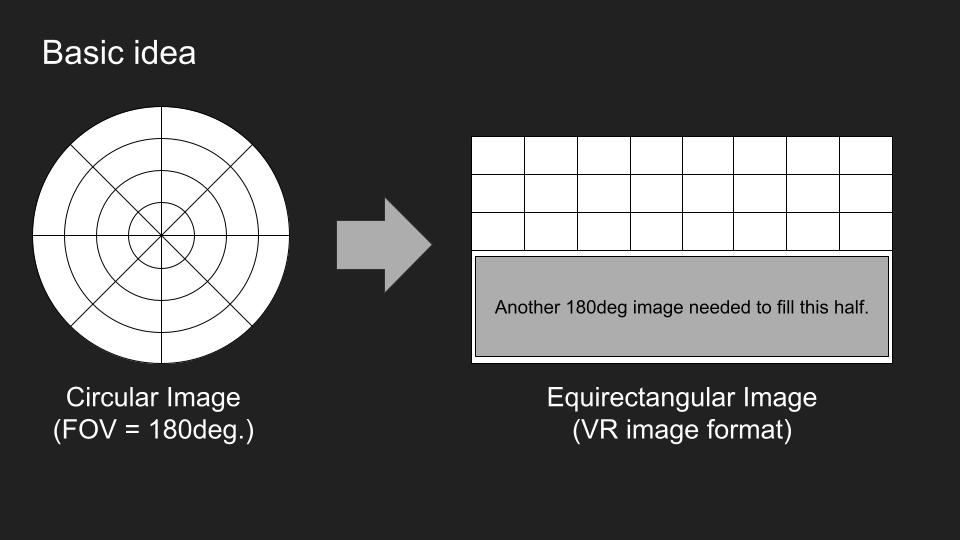 Basic idea
Another 180deg image needed to fill this half.
Circular Image
(FOV = 180deg.)
Equirectangular Image
(VR image format)